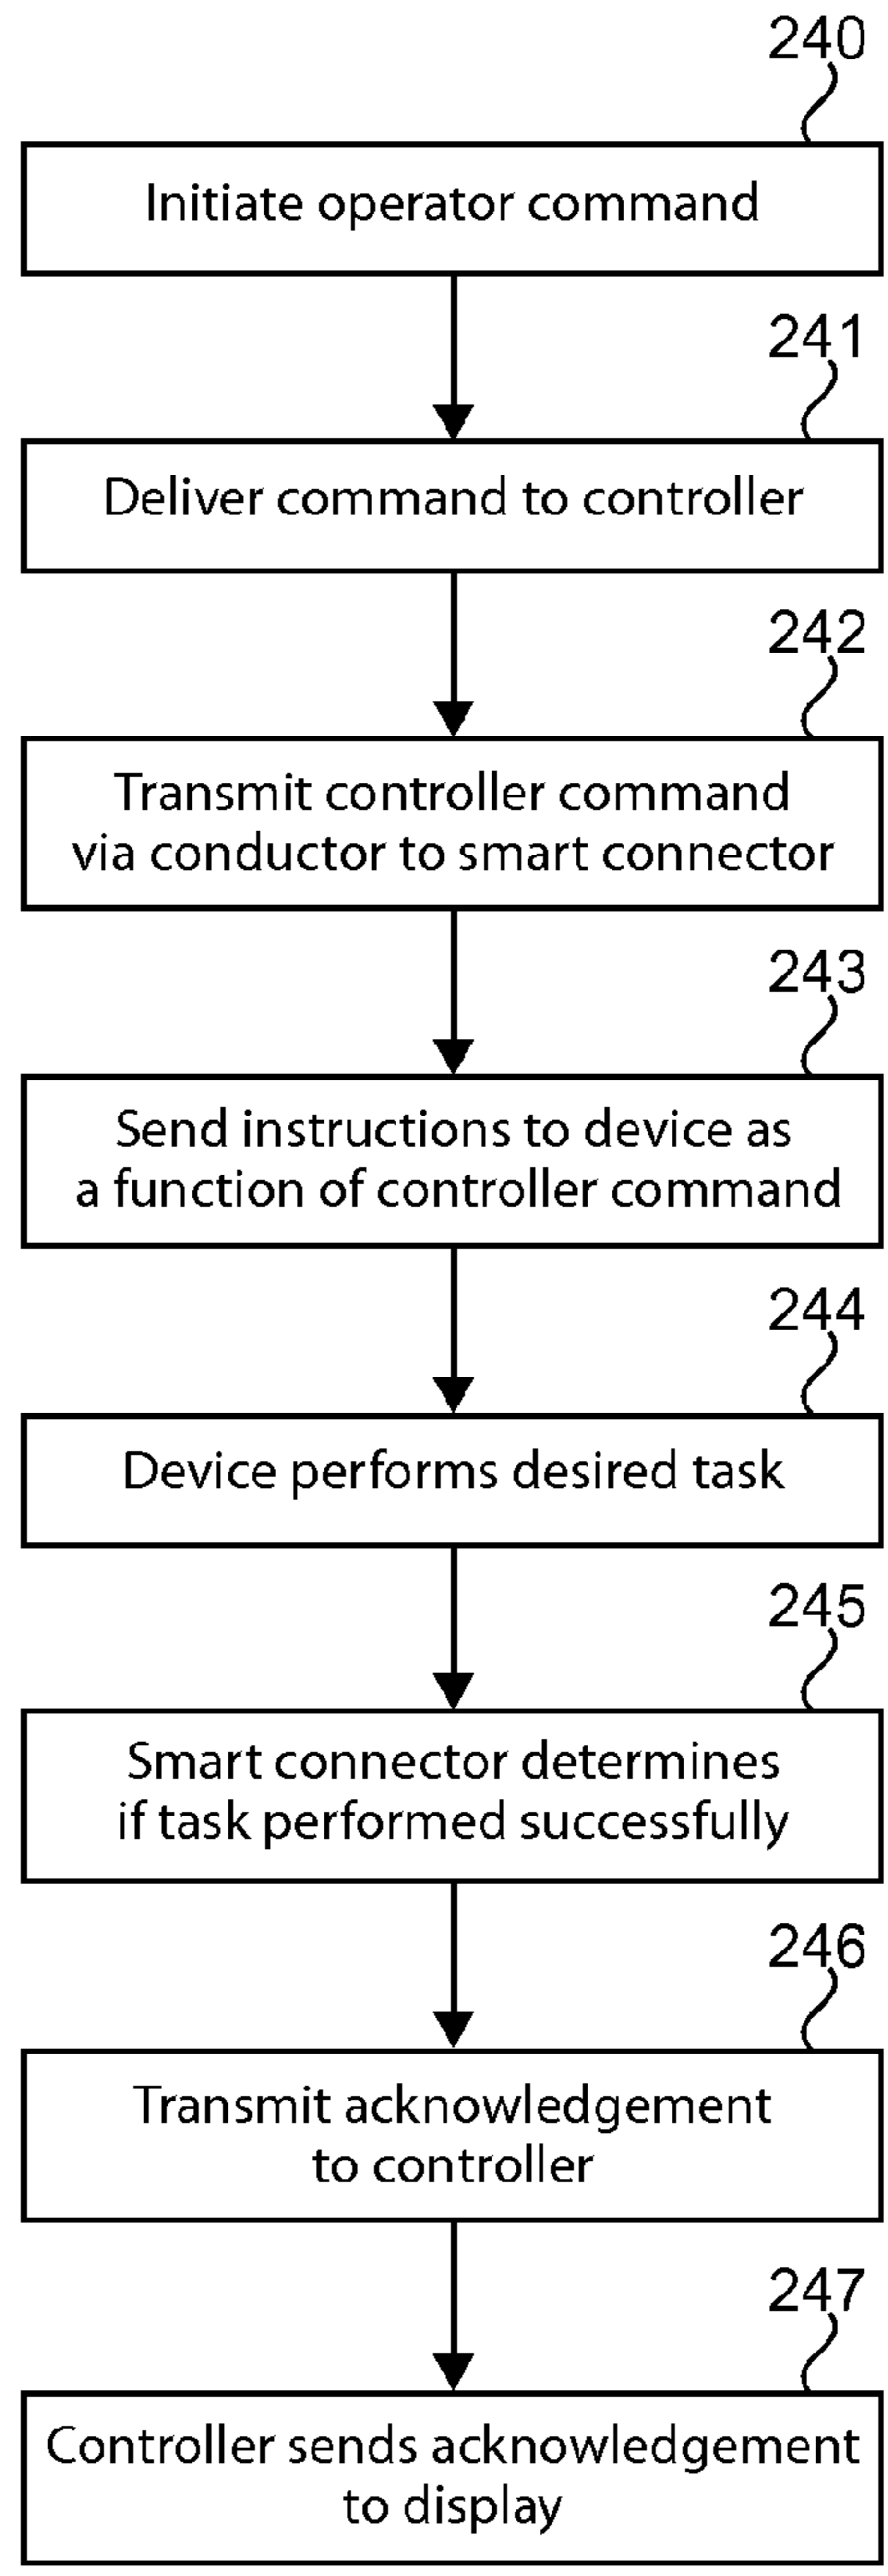 240
Initiate operator command
241
Deliver command to controller
242
Transmit controller command
via conductor to smart connector
243
Send instructions to device as
a function of controller command
244
Device performs desired task
245
Smart connector determines
if task performed successfully
246
Transmit acknowledgement
to controller
247
Controller sends acknowledgement
to display